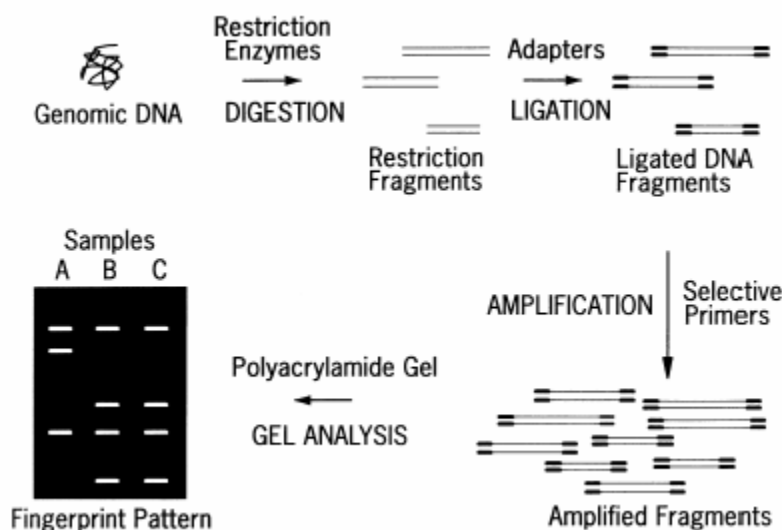 Restriction
Enzymes
Genomic DNA
DIGESTION
Restriction
Fragments
Adapters
LIGATION
Ligated DNA
Fragments
AMPLIFICATION
Selective
Primers
Amplified Fragments
Polyacrylamide Gel
GEL ANALYSIS
Samples
A B C
Fingerprint Pattern